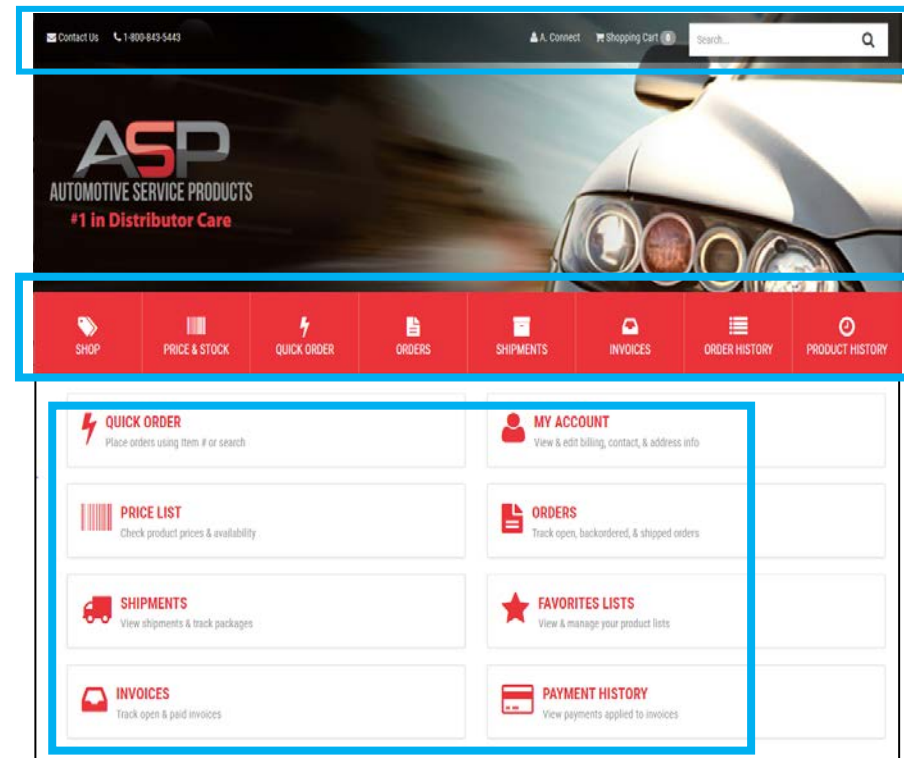 Contact Us 1-800-843-5443 A. Connect Shopping Cart 0 Search...
ASP
AUTOMOTIVE SERVICE PRODUCTS
#1 in Distributor Care
SHOP PRICE & STOCK QUICK ORDER ORDERS SHIPMENTS INVOICES ORDER HISTORY PRODUCT HISTORY
QUICK ORDER
Place orders using Item # or search
MY ACCOUNT
View & edit billing, contact, & address info
PRICE LIST
Check product prices & availability
ORDERS
Track open, backordered, & shipped orders
SHIPMENTS
View shipments & track packages
FAVORITES LISTS
View & manage your product lists
INVOICES
Track open & paid invoices
PAYMENT HISTORY
View payments applied to invoices